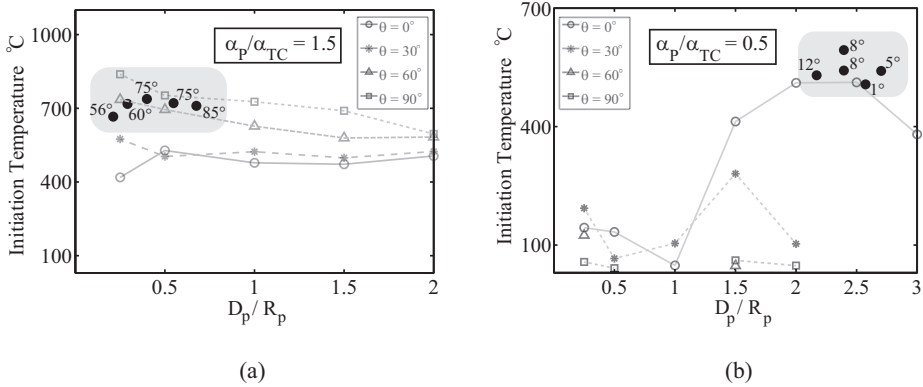 (a)
1100
700
400
100
Initiation Temperature °C
α_P/α_TC = 1.5
θ = 0°
θ = 30°
θ = 60°
θ = 90°
56°
60°
75°
75°
85°
0.5
1
1.5
2
D_p / R_p
(b)
700
400
100
Initiation Temperature °C
θ = 0°
θ = 30°
θ = 60°
θ = 90°
α_P/α_TC = 0.5
8°
12°
8°
5°
1°
0.5
1
1.5
2
2.5
3
D_p / R_p
(a)
(b)